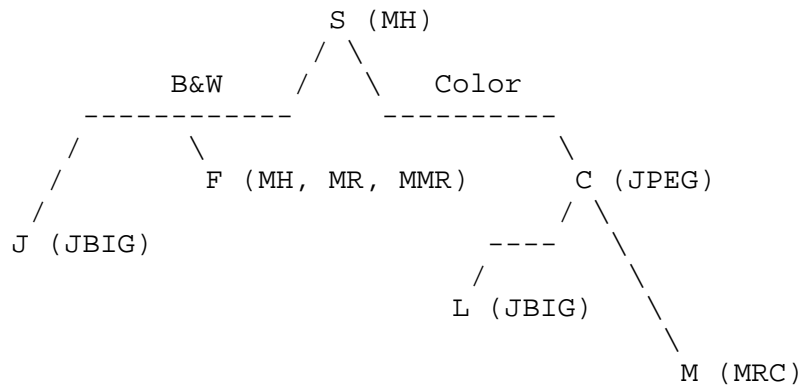 S (MH)
B&W Color
F (MH, MR, MMR) C (JPEG)
J (JBIG)
L (JBIG)
M (MRC)